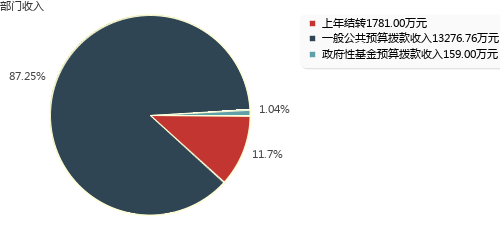 部门收入
上年结转1781.00万元
一般公共预算拨款收入13276.76万元
政府性基金预算拨款收入159.00万元
87.25%
1.04%
11.7%